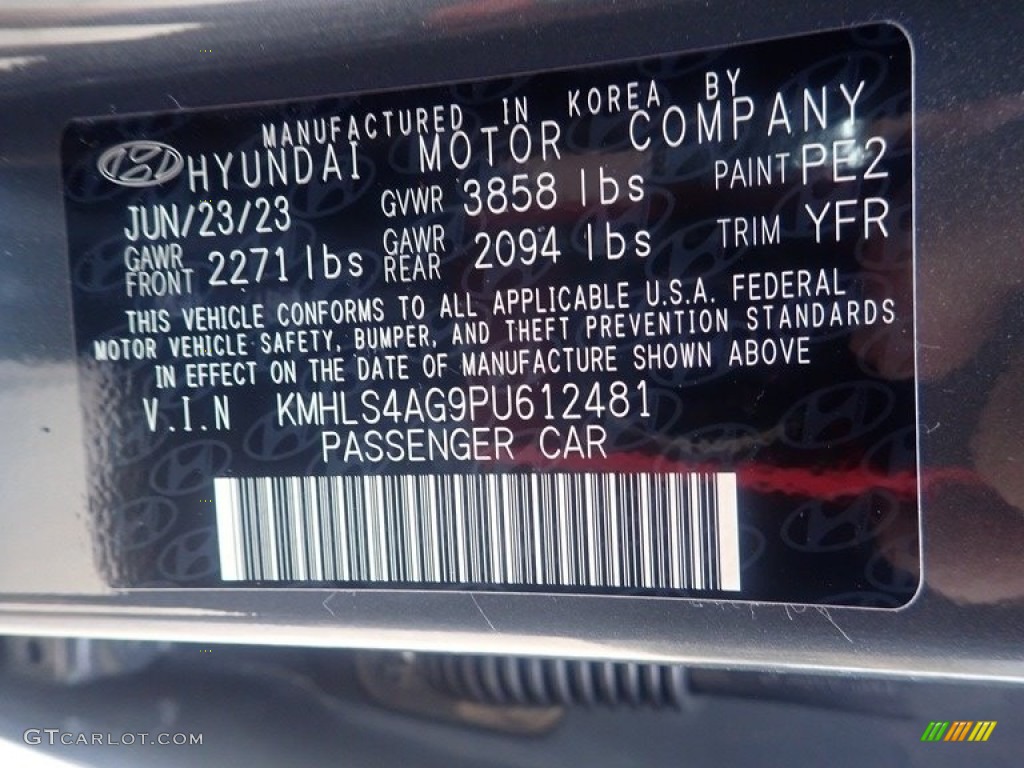 MANUFACTURED IN KOREA BY
HYUNDAI MOTOR COMPANY
JUN/23/23 GVWR 3858 lbs PAINT PE2
GAWR FRONT 2271 lbs GAWR REAR 2094 lbs TRIM YFR
THIS VEHICLE CONFORMS TO ALL APPLICABLE U.S.A. FEDERAL
MOTOR VEHICLE SAFETY, BUMPER, AND THEFT PREVENTION STANDARDS
IN EFFECT ON THE DATE OF MANUFACTURE SHOWN ABOVE
V.I.N KMHLS4AG9PU612481
PASSENGER CAR
GTCARLOT.COM